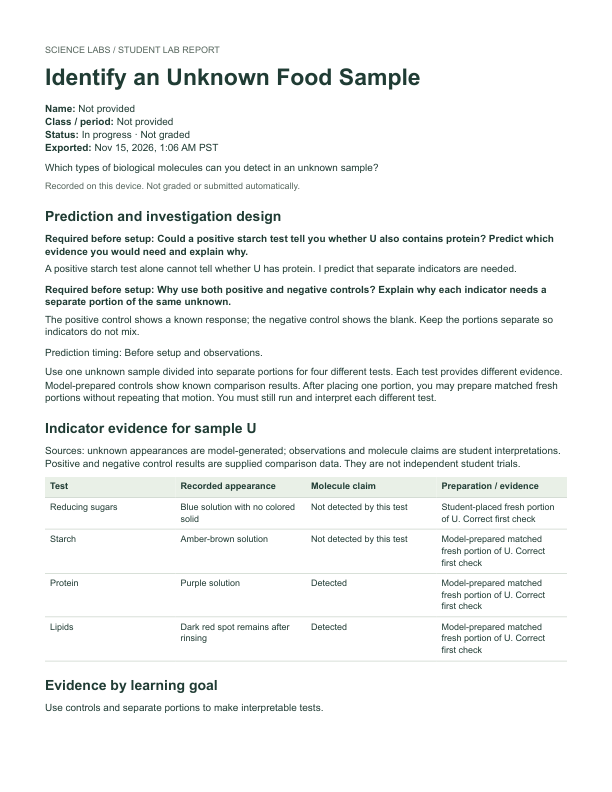 SCIENCE LABS / STUDENT LAB REPORT
Identify an Unknown Food Sample
Name: Not provided
Class / period: Not provided
Status: In progress · Not graded
Exported: Nov 15, 2026, 1:06 AM PST
Which types of biological molecules can you detect in an unknown sample?
Recorded on this device. Not graded or submitted automatically.
Prediction and investigation design
Required before setup: Could a positive starch test tell you whether U also contains protein? Predict which
evidence you would need and explain why.
A positive starch test alone cannot tell whether U has protein. I predict that separate indicators are needed.
Required before setup: Why use both positive and negative controls? Explain why each indicator needs a
separate portion of the same unknown.
The positive control shows a known response; the negative control shows the blank. Keep the portions separate so
indicators do not mix.
Prediction timing: Before setup and observations.
Use one unknown sample divided into separate portions for four different tests. Each test provides different evidence.
Model-prepared controls show known comparison results. After placing one portion, you may prepare matched fresh
portions without repeating that motion. You must still run and interpret each different test.
Indicator evidence for sample U
Sources: unknown appearances are model-generated; observations and molecule claims are student interpretations.
Positive and negative control results are supplied comparison data. They are not independent student trials.
Test Recorded appearance Molecule claim Preparation / evidence
Reducing sugars Blue solution with no colored Not detected by this test Student-placed fresh portion
solid of U. Correct first check
Starch Amber-brown solution Not detected by this test Model-prepared matched
fresh portion of U. Correct
first check
Protein Purple solution Detected Model-prepared matched
fresh portion of U. Correct
first check
Lipids Dark red spot remains after Detected Model-prepared matched
rinsing fresh portion of U. Correct
first check
Evidence by learning goal
Use controls and separate portions to make interpretable tests.